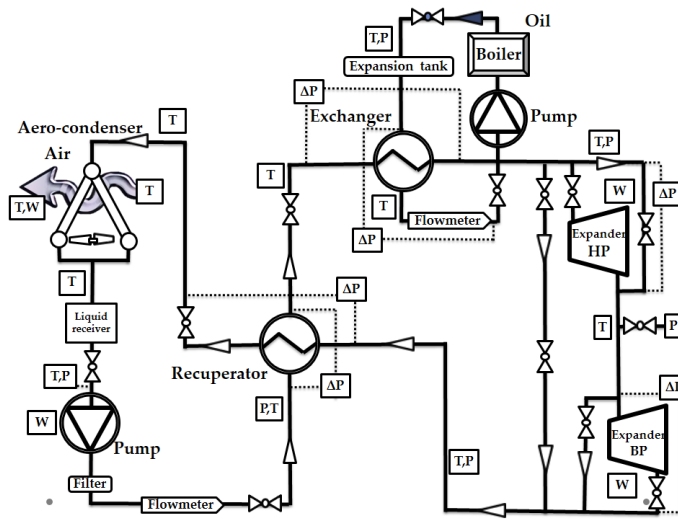 Oil
T,P
Boiler
Expansion tank
ΔP
Exchanger
Pump
T
Aero-condenser
Air
T,P
T
T
T
W
ΔP
T,W
T
Flowmeter
Expander
HP
ΔP
T
ΔP
T
P
Liquid
receiver
Recuperator
T,P
ΔP
ΔP
P,T
W
Expander
BP
Pump
T,P
W
Filter
Flowmeter